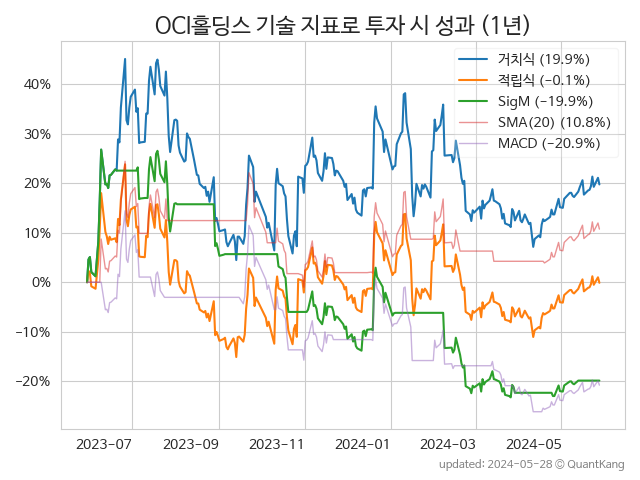 OCI홀딩스 기술 지표로 투자 시 성과 (1년)
거치식 (19.9%)
적립식 (−0.1%)
SigM (−19.9%)
SMA(20) (10.8%)
MACD (−20.9%)
40%
30%
20%
10%
0%
−10%
−20%
2023-07 2023-09 2023-11 2024-01 2024-03 2024-05
updated: 2024-05-28 © QuantKang